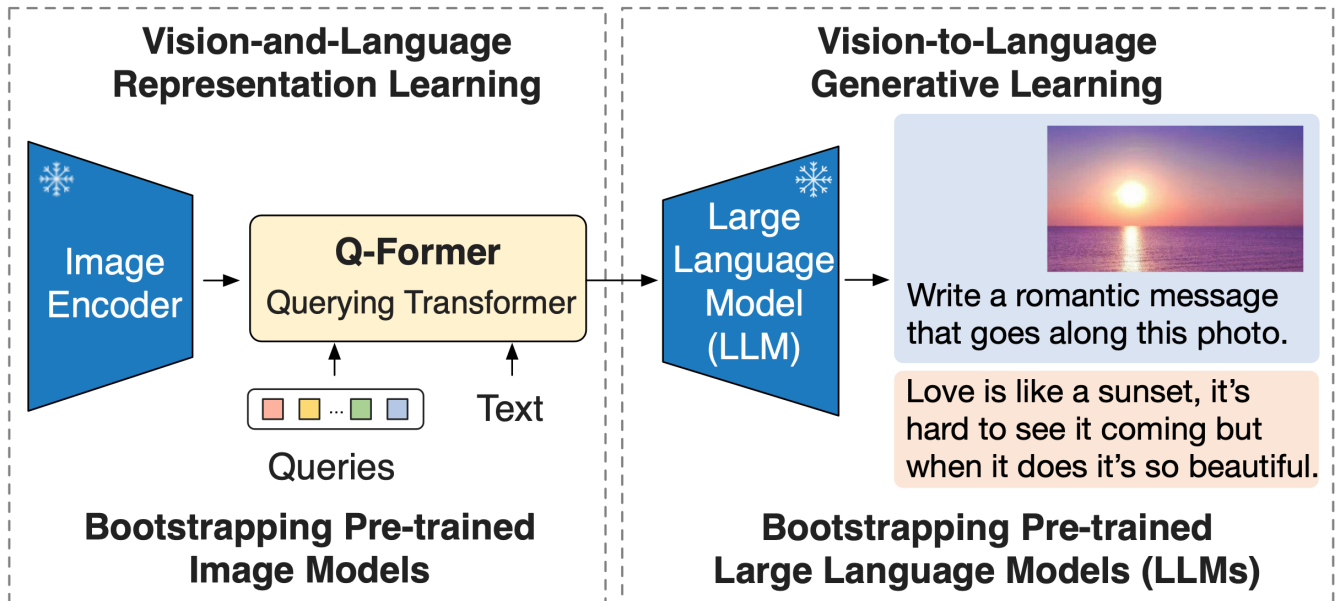 Vision-and-Language
Representation Learning
Image
Encoder
Q-Former
Querying Transformer
...
Queries
Text
Bootstrapping Pre-trained
Image Models
Vision-to-Language
Generative Learning
Large
Language
Model
(LLM)
Write a romantic message
that goes along this photo.
Love is like a sunset, it's
hard to see it coming but
when it does it's so beautiful.
Bootstrapping Pre-trained
Large Language Models (LLMs)